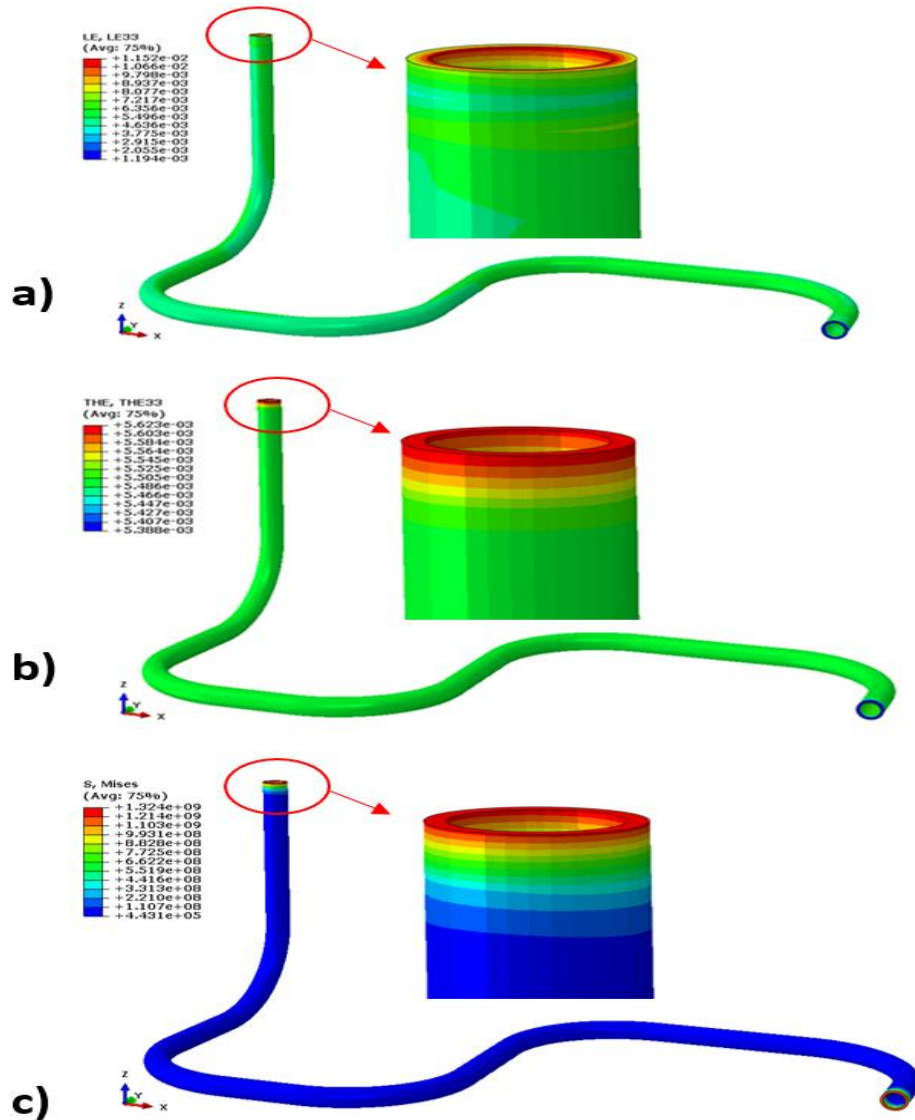 LE, LE33
(Avg: 75%)
+1.152e-02
+1.066e-02
+9.798e-03
+8.937e-03
+8.077e-03
+7.217e-03
+6.356e-03
+5.496e-03
+4.636e-03
+3.775e-03
+2.915e-03
+2.055e-03
+1.194e-03
a)
Z
Y
X
THE, THE33
(Avg: 75%)
+5.623e-03
+5.603e-03
+5.584e-03
+5.564e-03
+5.545e-03
+5.525e-03
+5.505e-03
+5.486e-03
+5.466e-03
+5.447e-03
+5.427e-03
+5.407e-03
+5.388e-03
b)
Z
Y
X
S, Mises
(Avg: 75%)
+1.324e+09
+1.214e+09
+1.103e+09
+9.931e+08
+8.828e+08
+7.725e+08
+6.622e+08
+5.519e+08
+4.416e+08
+3.313e+08
+2.210e+08
+1.107e+08
+4.431e+05
c)
Z
Y
X